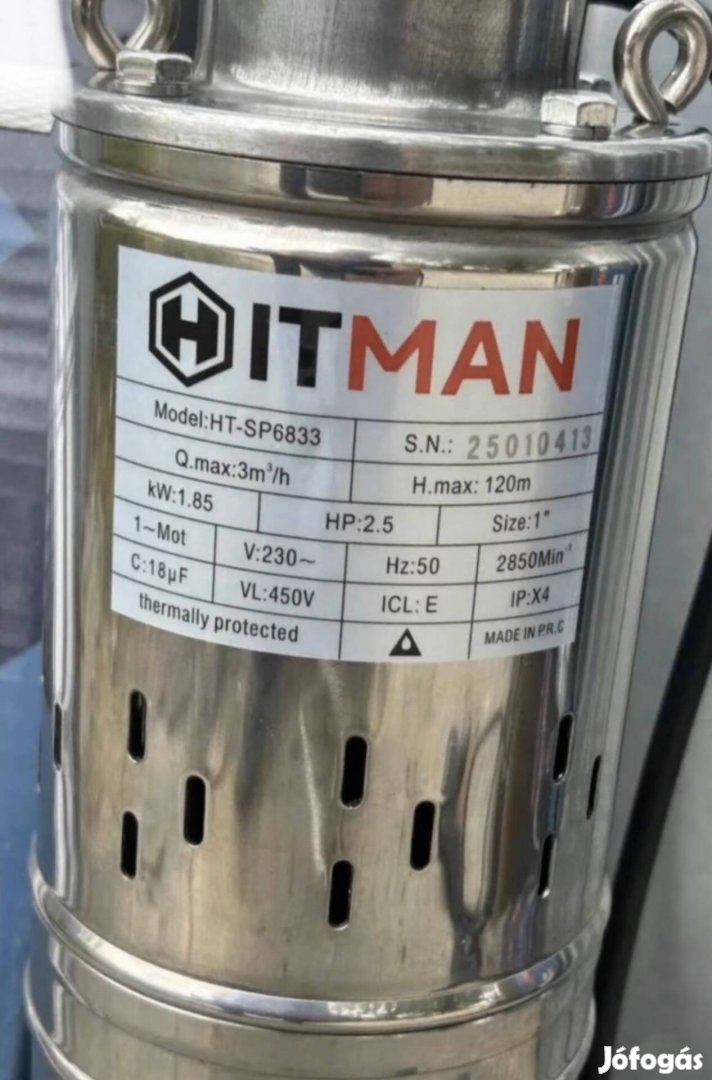 HITMAN
Model:HT-SP6833 S.N.: 25010413
Q.max:3m³/h H.max: 120m
kW:1.85 HP:2.5 Size:1"
1~Mot V:230~ Hz:50 2850Min⁻¹
C:18μF VL:450V ICL: E IP:X4
thermally protected MADE IN P.R.C
Jófogás